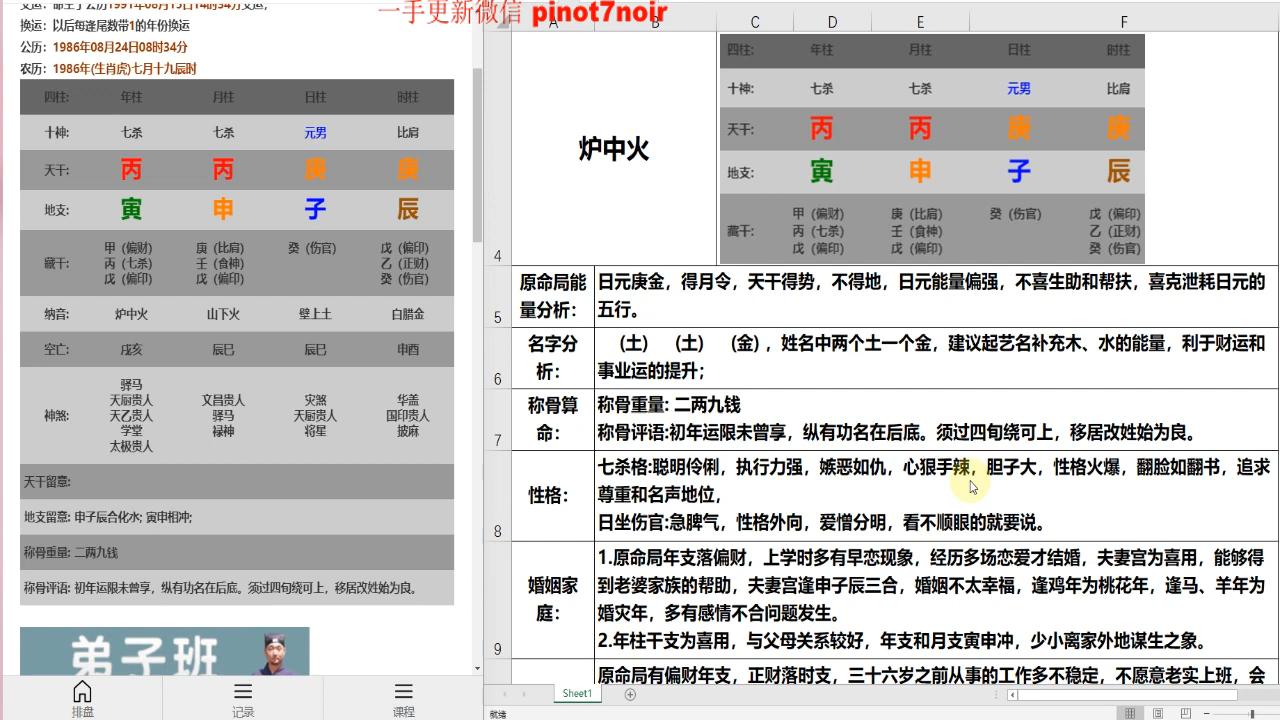 一手更新微信 pinot7noir
换运：以后每逢尾数带1的年份换运
公历：1986年08月24日08时34分
农历：1986年(生肖虎)七月十九辰时
四柱: 年柱 月柱 日柱 时柱
十神: 七杀 七杀 元男 比肩
天干: 丙 丙 庚 庚
地支: 寅 申 子 辰
藏干: 甲（偏财） 庚（比肩） 癸（伤官） 戊（偏印）
丙（七杀） 壬（食神） 乙（正财）
戊（偏印） 戊（偏印） 癸（伤官）
纳音: 炉中火 山下火 壁上土 白腊金
空亡: 戌亥 辰巳 辰巳 申酉
神煞:
驿马
天厨贵人
天乙贵人
学堂
太极贵人
文昌贵人
驿马
禄神
灾煞
天厨贵人
将星
华盖
国印贵人
披麻
天干留意:
地支留意: 申子辰合化水; 寅申相冲;
称骨重量: 二两九钱
称骨评语: 初年运限未曾享，纵有功名在后底。须过四旬绕可上，移居改姓始为良。
弟子班
排盘 记录 课程
A B C D E F
4
炉中火
四柱: 年柱 月柱 日柱 时柱
十神: 七杀 七杀 元男 比肩
天干: 丙 丙 庚 庚
地支: 寅 申 子 辰
藏干: 甲（偏财） 庚（比肩） 癸（伤官） 戊（偏印）
丙（七杀） 壬（食神） 乙（正财）
戊（偏印） 戊（偏印） 癸（伤官）
5
原命局能
量分析：
日元庚金，得月令，天干得势，不得地，日元能量偏强，不喜生助和帮扶，喜克泄耗日元的
五行。
6
名字分
析：
（土） （土） （金），姓名中两个土一个金，建议起艺名补充木、水的能量，利于财运和
事业运的提升；
7
称骨算
命：
称骨重量: 二两九钱
称骨评语:初年运限未曾享，纵有功名在后底。须过四旬绕可上，移居改姓始为良。
8
性格：
七杀格:聪明伶俐，执行力强，嫉恶如仇，心狠手辣，胆子大，性格火爆，翻脸如翻书，追求
尊重和名声地位，
日坐伤官:急脾气，性格外向，爱憎分明，看不顺眼的就要说。
9
婚姻家
庭：
1.原命局年支落偏财，上学时多有早恋现象，经历多场恋爱才结婚，夫妻宫为喜用，能够得
到老婆家族的帮助，夫妻宫逢申子辰三合，婚姻不太幸福，逢鸡年为桃花年，逢马、羊年为
婚灾年，多有感情不合问题发生。
2.年柱干支为喜用，与父母关系较好，年支和月支寅申冲，少小离家外地谋生之象。
原命局有偏财年支，正财落时支，三十六岁之前从事的工作多不稳定，不愿意老实上班，会
Sheet1
就绪